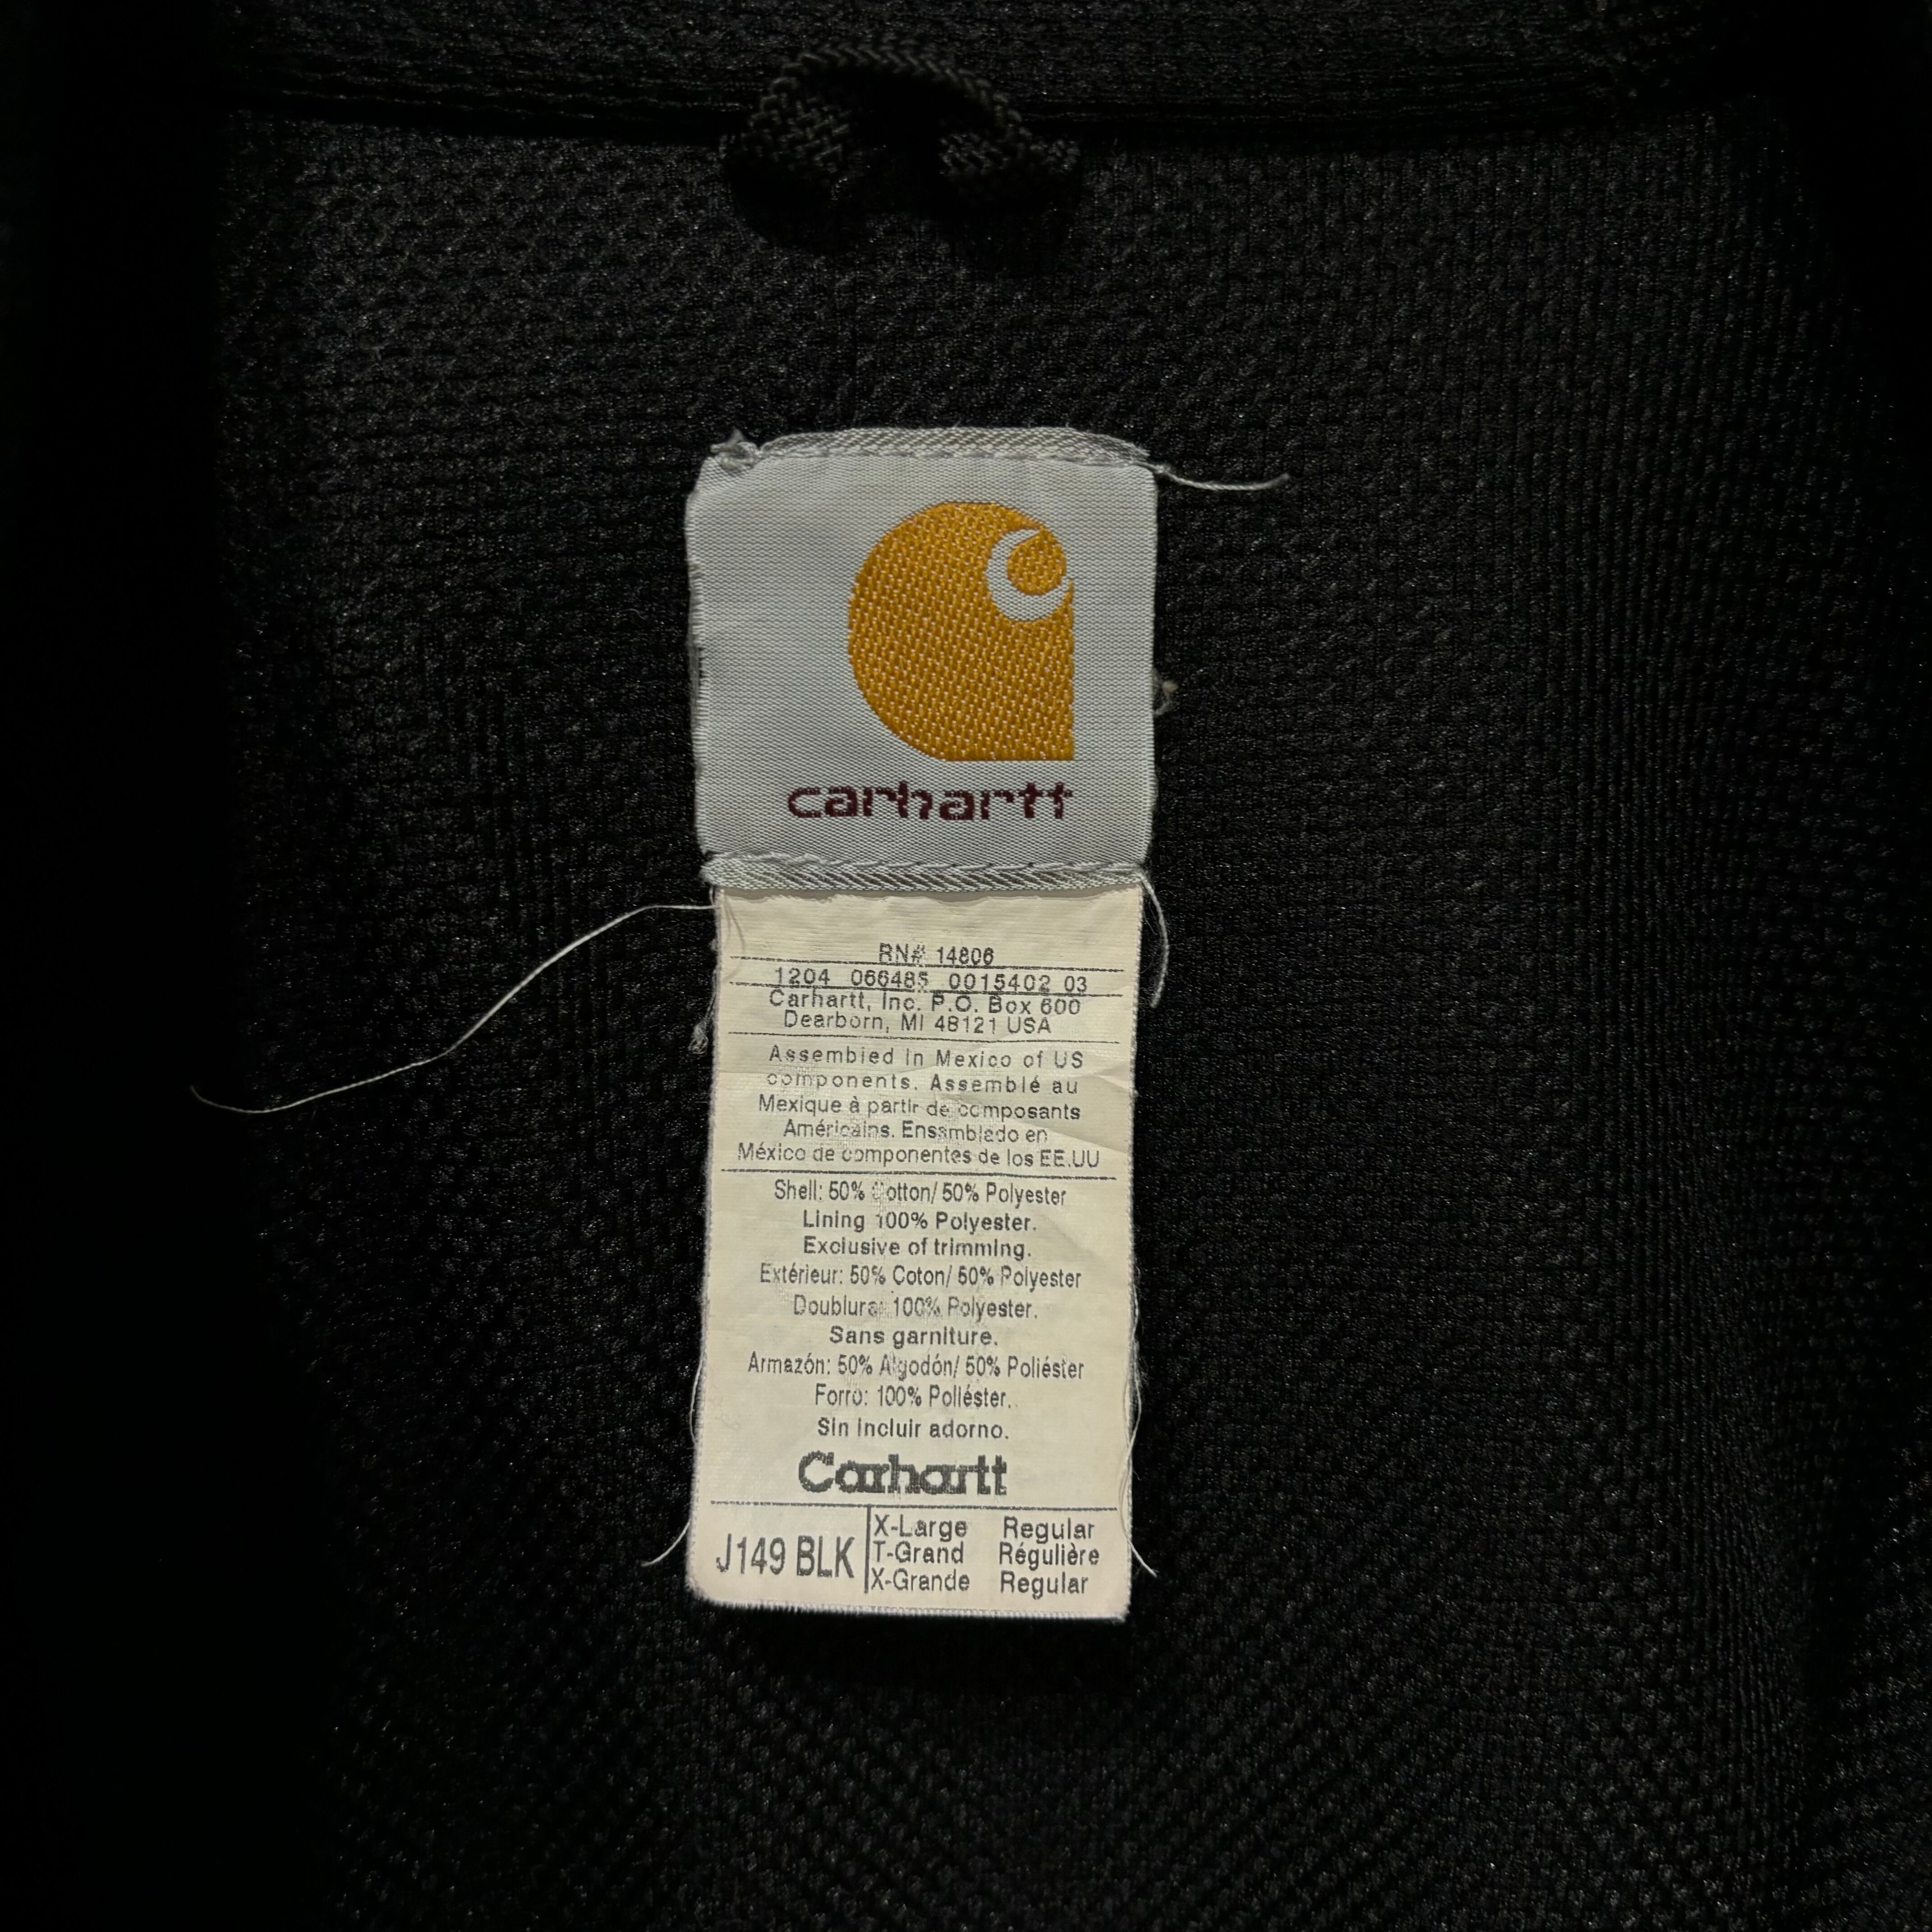 carhartt
RN# 14806
1204 066485 0015402 03
Carhartt, Inc. P.O. Box 600
Dearborn, MI 48121 USA
Assembled in Mexico of US
components. Assemblé au
Mexique à partir de composants
Américains. Ensamblado en
México de componentes de los EE.UU
Shell: 50% Cotton/ 50% Polyester
Lining 100% Polyester.
Exclusive of trimming.
Extérieur: 50% Coton/ 50% Polyester
Doublure: 100% Polyester.
Sans garniture.
Armazón: 50% Algodón/ 50% Poliéster
Forro: 100% Poliéster.
Sin incluir adorno.
Carhartt
J149 BLK
X-Large Regular
T-Grand Régulière
X-Grande Regular